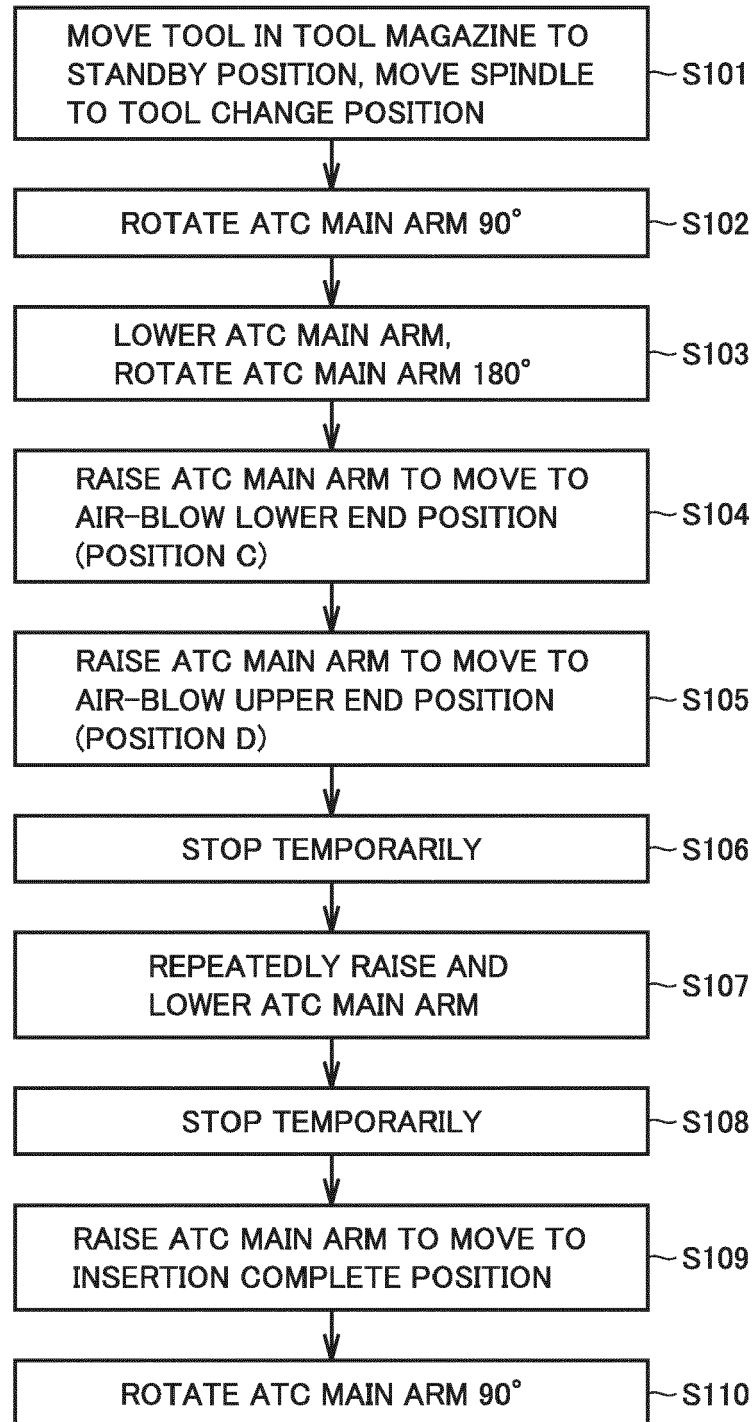 MOVE TOOL IN TOOL MAGAZINE TO
STANDBY POSITION, MOVE SPINDLE
TO TOOL CHANGE POSITION
S101
ROTATE ATC MAIN ARM 90°
S102
LOWER ATC MAIN ARM,
ROTATE ATC MAIN ARM 180°
S103
RAISE ATC MAIN ARM TO MOVE TO
AIR-BLOW LOWER END POSITION
(POSITION C)
S104
RAISE ATC MAIN ARM TO MOVE TO
AIR-BLOW UPPER END POSITION
(POSITION D)
S105
STOP TEMPORARILY
S106
REPEATEDLY RAISE AND
LOWER ATC MAIN ARM
S107
STOP TEMPORARILY
S108
RAISE ATC MAIN ARM TO MOVE TO
INSERTION COMPLETE POSITION
S109
ROTATE ATC MAIN ARM 90°
S110